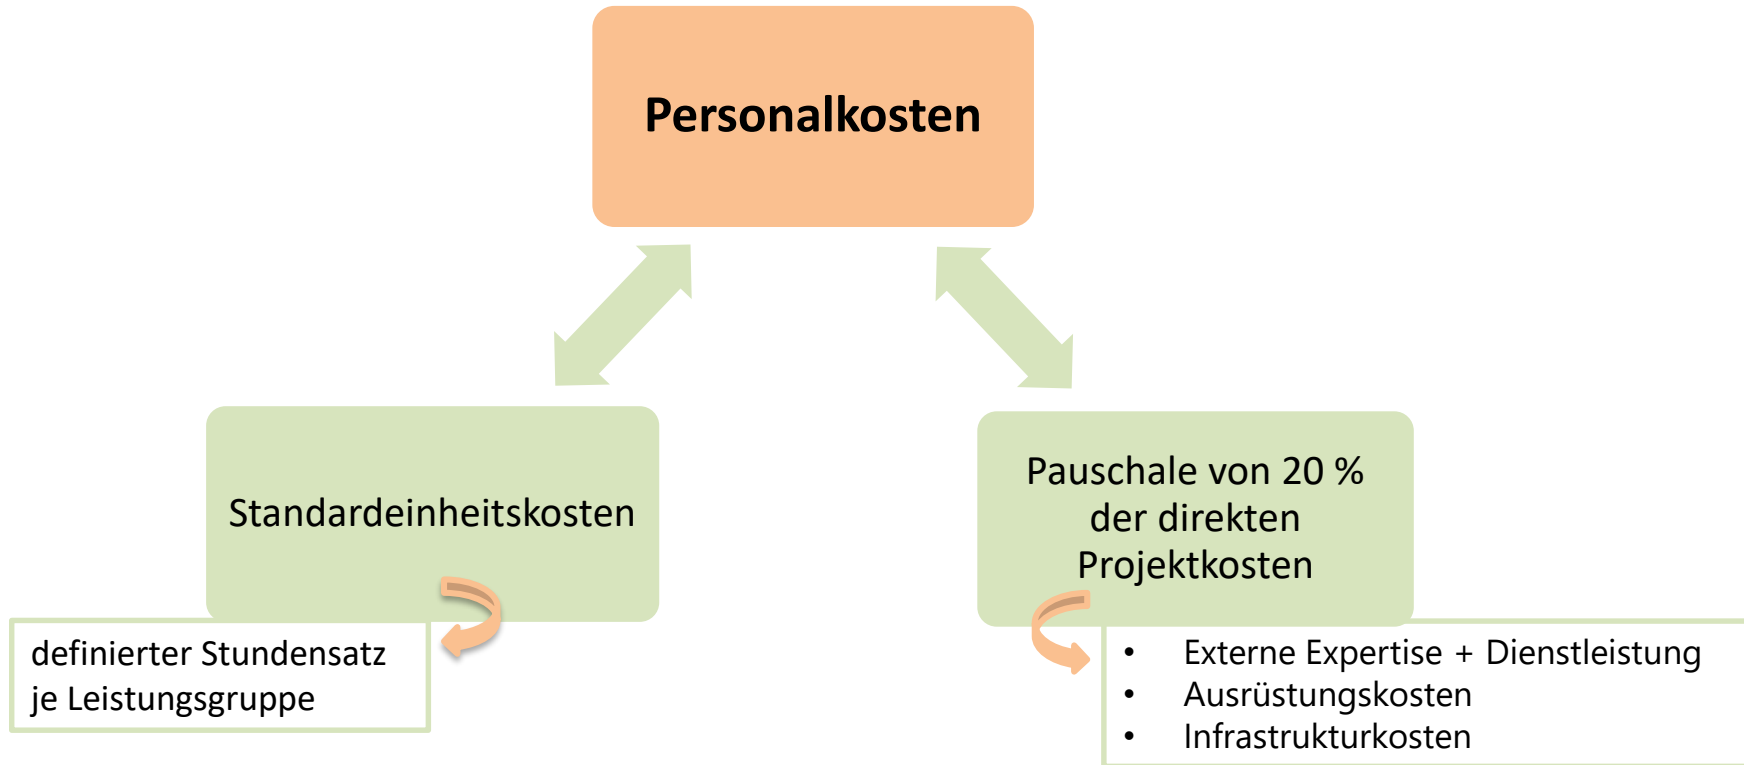 Personalkosten
Standardeinheitskosten
definierter Stundensatz
je Leistungsgruppe
Pauschale von 20 %
der direkten
Projektkosten
• Externe Expertise + Dienstleistung
• Ausrüstungskosten
• Infrastrukturkosten